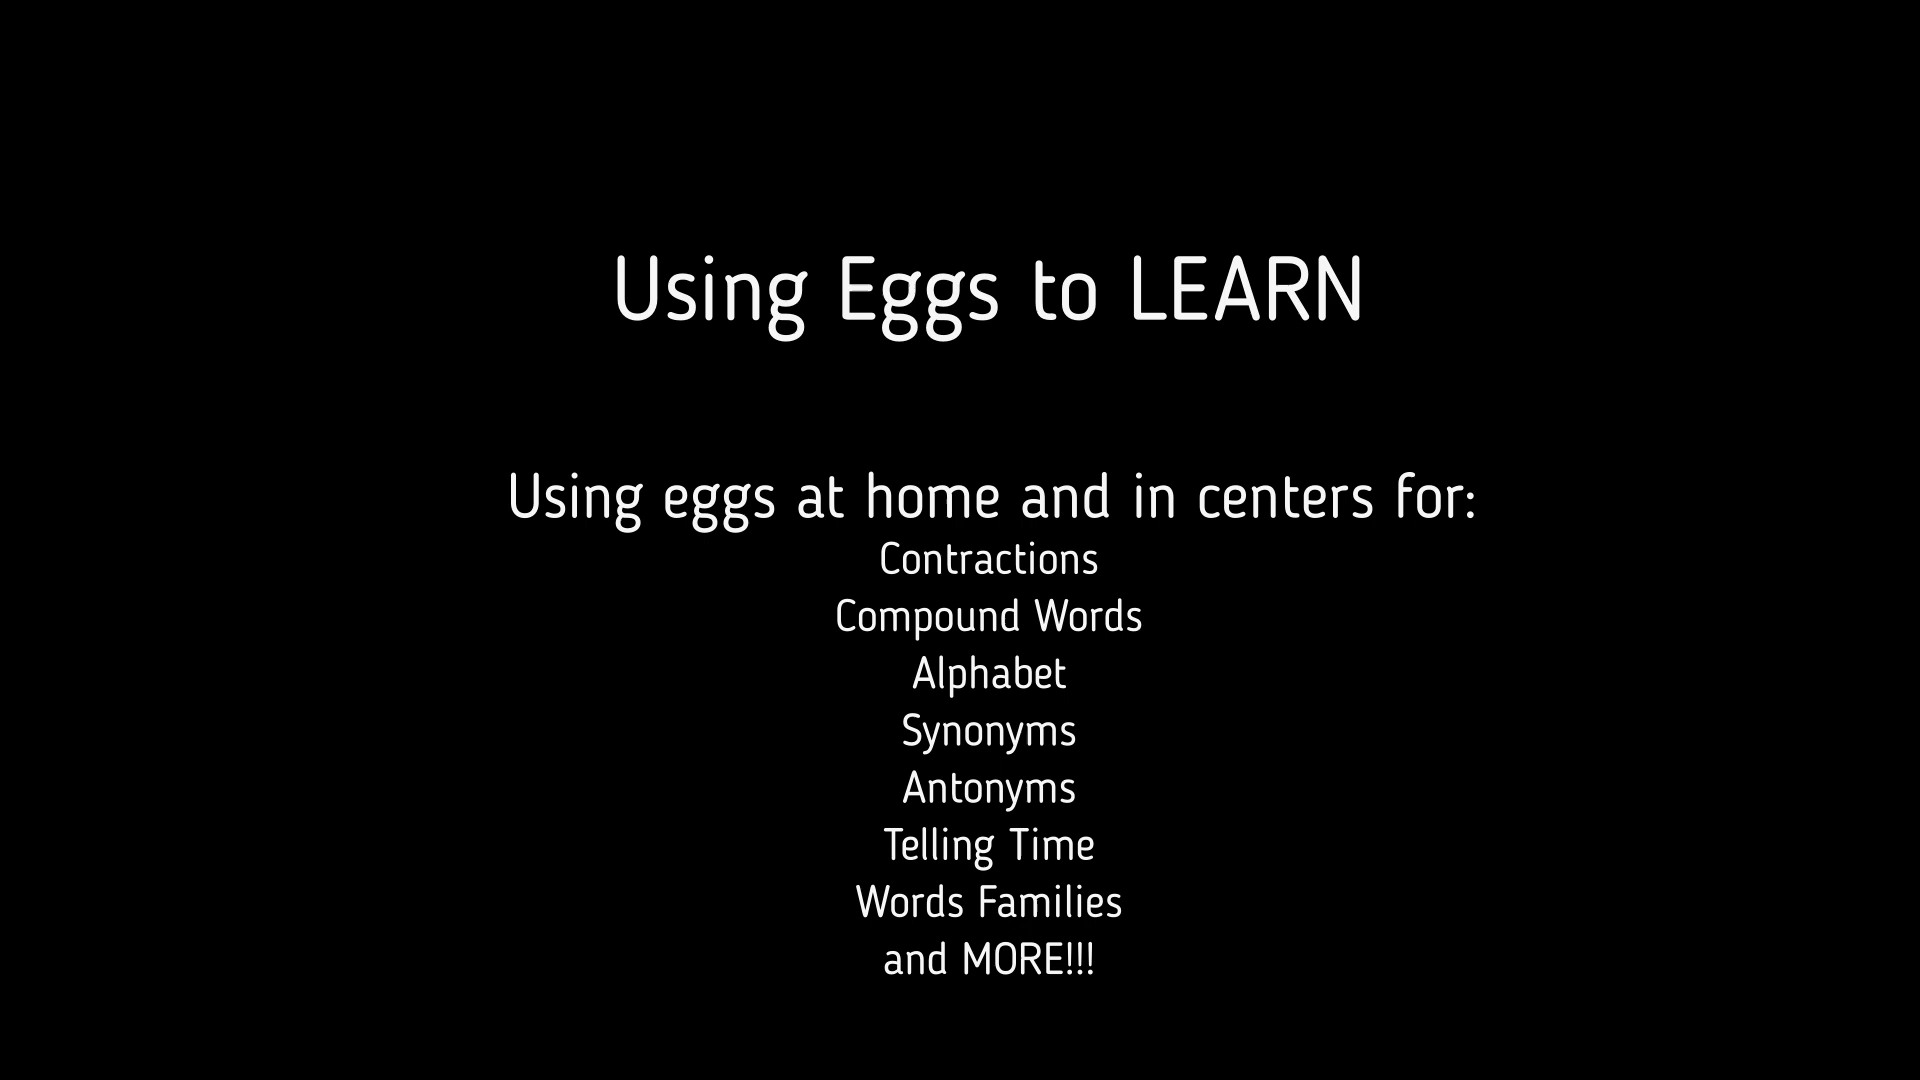 Using Eggs to LEARN
Using eggs at home and in centers for:
Contractions
Compound Words
Alphabet
Synonyms
Antonyms
Telling Time
Words Families
and MORE!!!